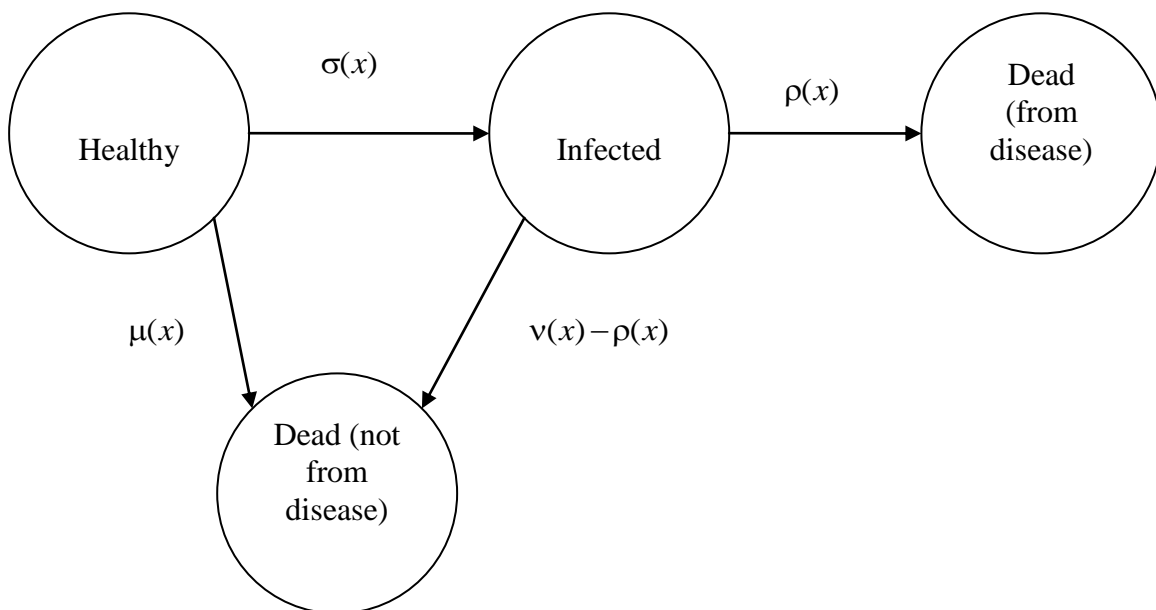 σ(x)
ρ(x)
Healthy
Infected
Dead
(from
disease)
μ(x)
ν(x) – ρ(x)
Dead (not
from
disease)